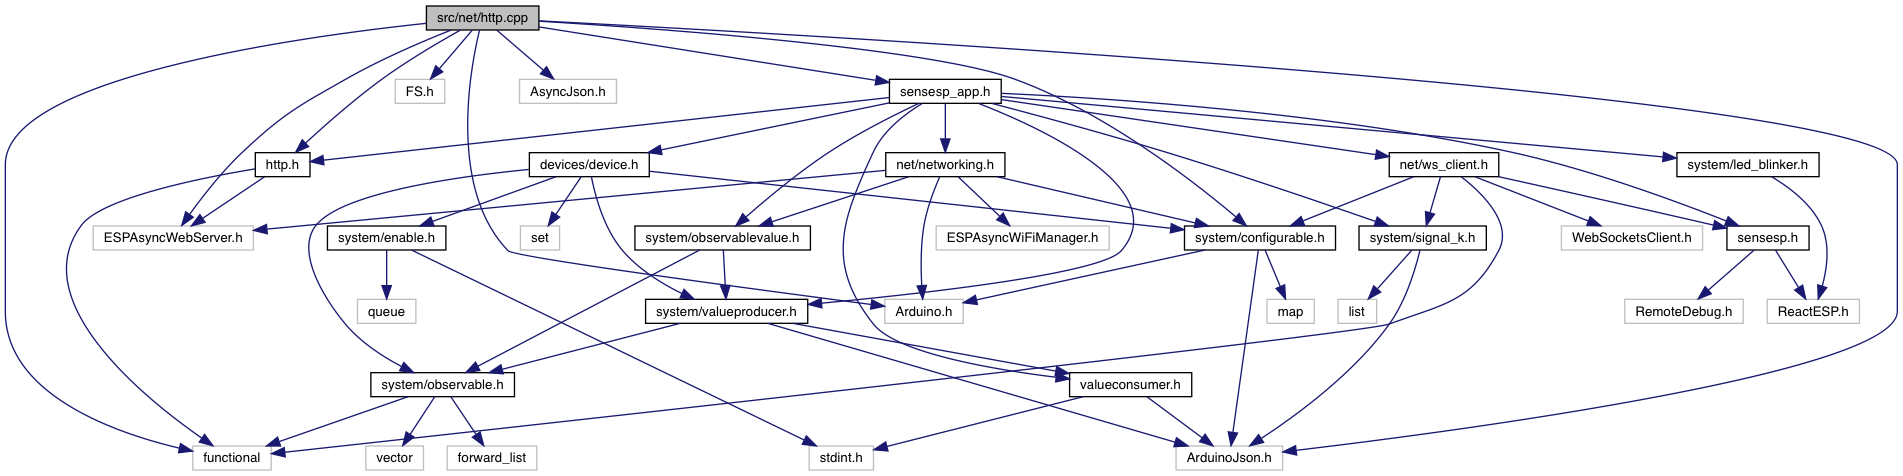 src/net/http.cpp
FS.h
AsyncJson.h
sensesp_app.h
http.h
devices/device.h
net/networking.h
net/ws_client.h
system/led_blinker.h
ESPAsyncWebServer.h
system/enable.h
set
system/observablevalue.h
ESPAsyncWiFiManager.h
system/configurable.h
system/signal_k.h
WebSocketsClient.h
sensesp.h
queue
system/valueproducer.h
Arduino.h
map
list
RemoteDebug.h
ReactESP.h
system/observable.h
valueconsumer.h
functional
vector
forward_list
stdint.h
ArduinoJson.h